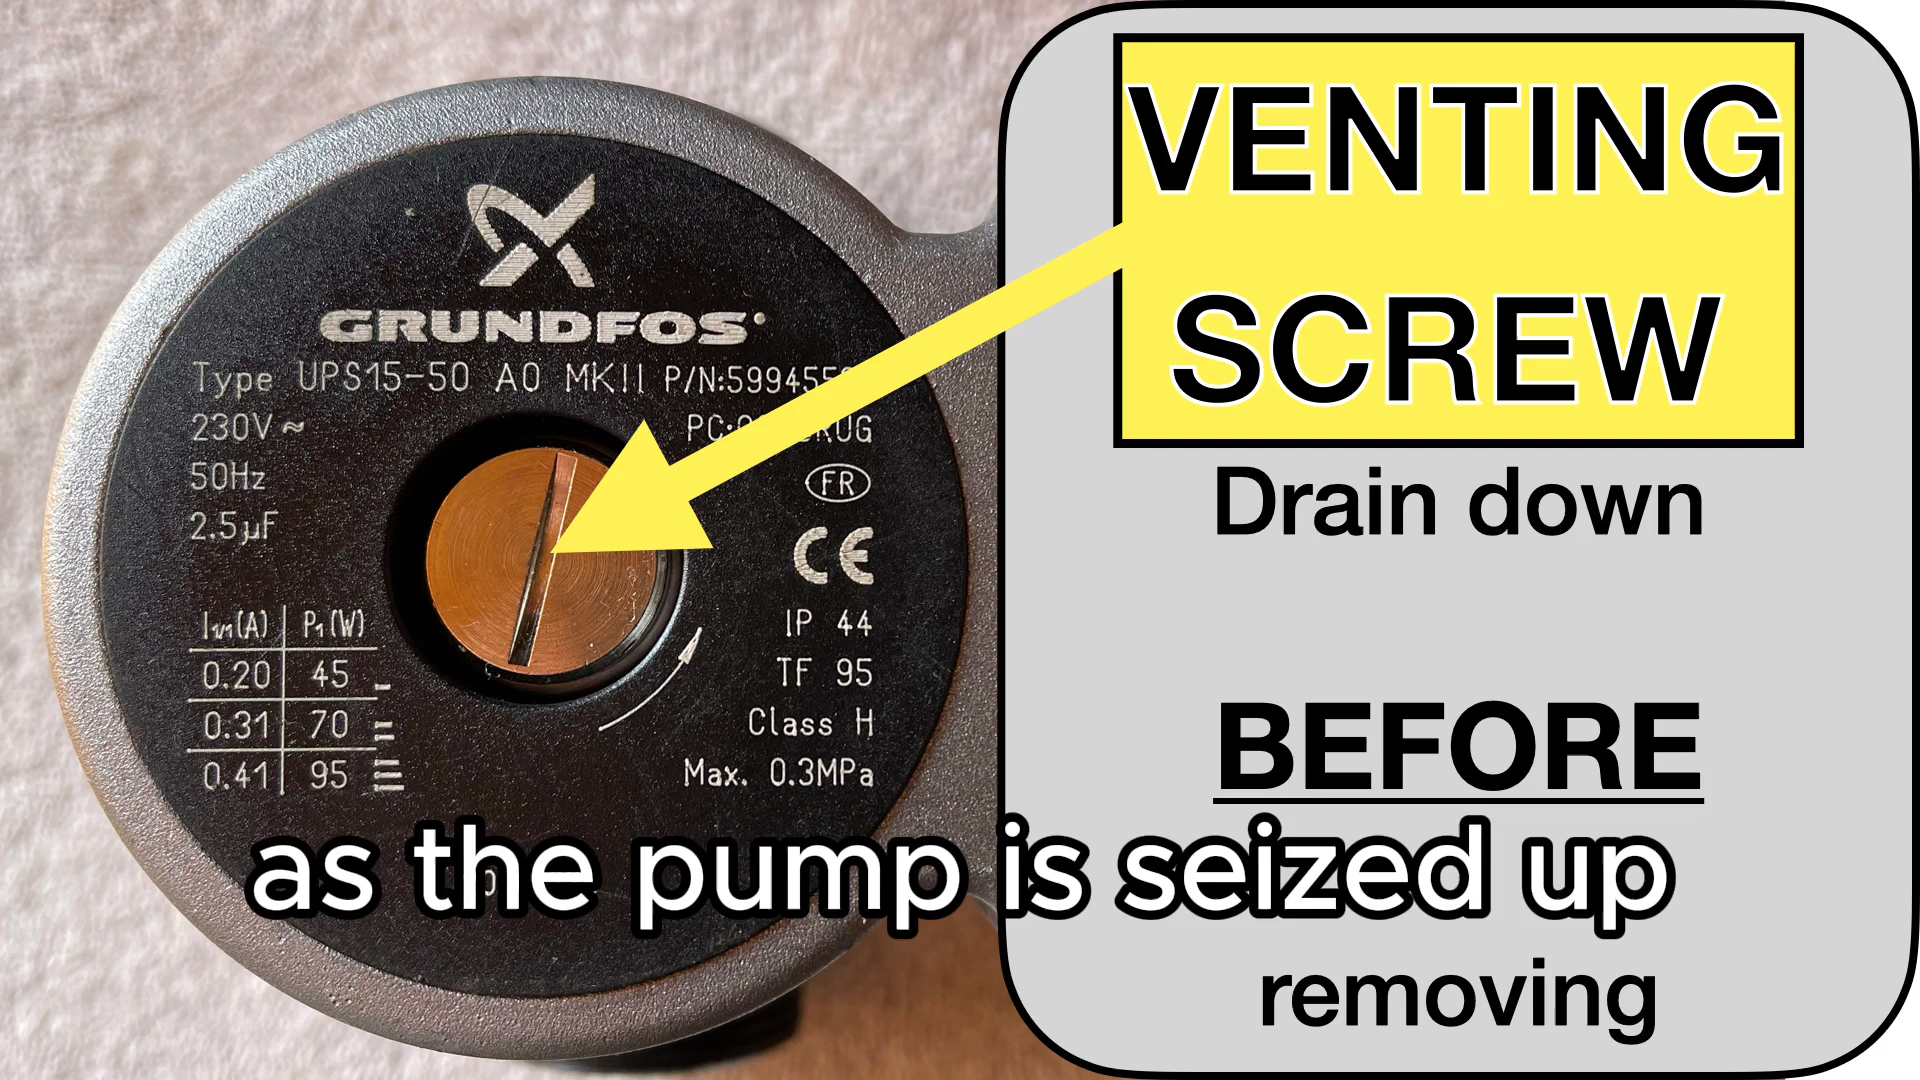 GRUNDFOS
Type UPS15-50 AO MKII P/N:599455
230V ~
50Hz
2.5µF
FR
CE
I1/1(A) P1(W)
0.20 45
0.31 70
0.41 95
IP 44
TF 95
Class H
Max. 0.3MPa
VENTING
SCREW
Drain down
BEFORE
removing
as the pump is seized up